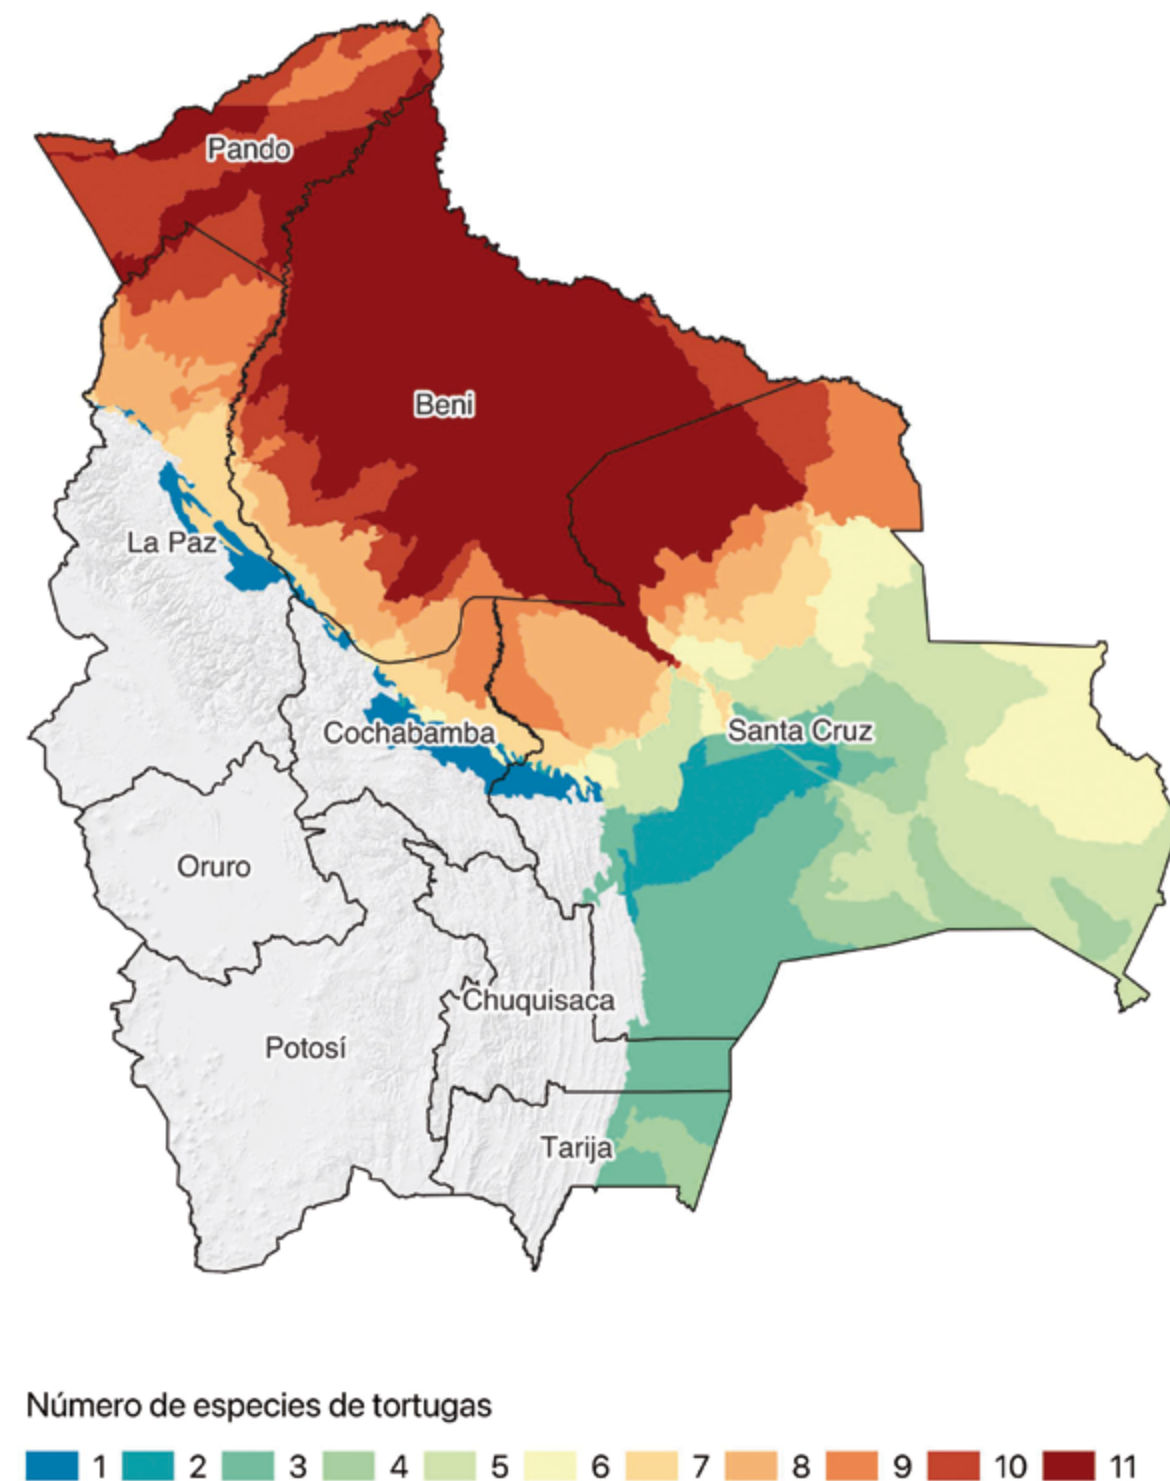 Pando
Beni
La Paz
Santa Cruz
Cochabamba
Oruro
Chuquisaca
Potosí
Tarija
Número de especies de tortugas
1 2 3 4 5 6 7 8 9 10 11